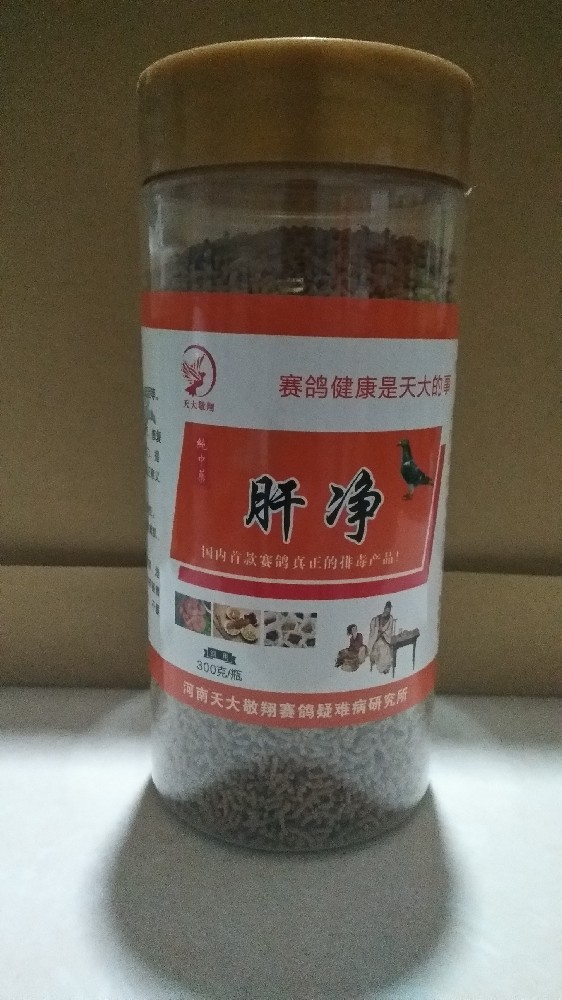 天大敬翔
赛鸽健康是天大的事
纯中药
肝净
国内首款赛鸽真正的排毒产品!
300克/瓶
河南天大敬翔赛鸽疑难病研究所